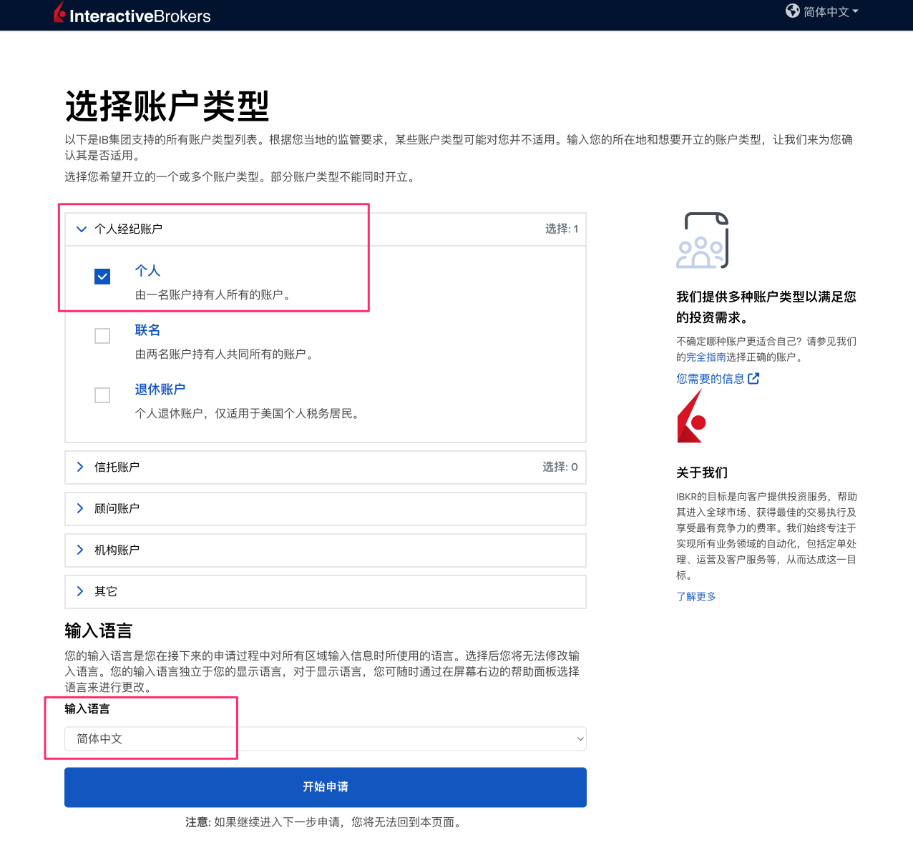 InteractiveBrokers
简体中文
选择账户类型
以下是IB集团支持的所有账户类型列表。根据您当地的监管要求，某些账户类型可能对您并不适用。输入您的所在地和想要开立的账户类型，让我们来为您确
认其是否适用。
选择您希望开立的一个或多个账户类型。部分账户类型不能同时开立。
个人经纪账户
选择: 1
个人
由一名账户持有人所有的账户。
联名
由两名账户持有人共同所有的账户。
退休账户
个人退休账户，仅适用于美国个人税务居民。
信托账户
选择: 0
顾问账户
机构账户
其它
输入语言
您的输入语言是您在接下来的申请过程中对所有区域输入信息时所使用的语言。选择后您将无法修改输
入语言。您的输入语言独立于您的显示语言，对于显示语言，您可随时通过在屏幕右边的帮助面板选择
语言来进行更改。
输入语言
简体中文
开始申请
注意: 如果继续进入下一步申请，您将无法回到本页面。
我们提供多种账户类型以满足您
的投资需求。
不确定哪种账户更适合自己？请参见我们
的完全指南选择正确的账户。
您需要的信息
关于我们
IBKR的目标是向客户提供投资服务，帮助
其进入全球市场、获得最佳的交易执行及
享受最有竞争力的费率。我们始终专注于
实现所有业务领域的自动化，包括定单处
理、运营及客户服务等，从而达成这一目
标。
了解更多